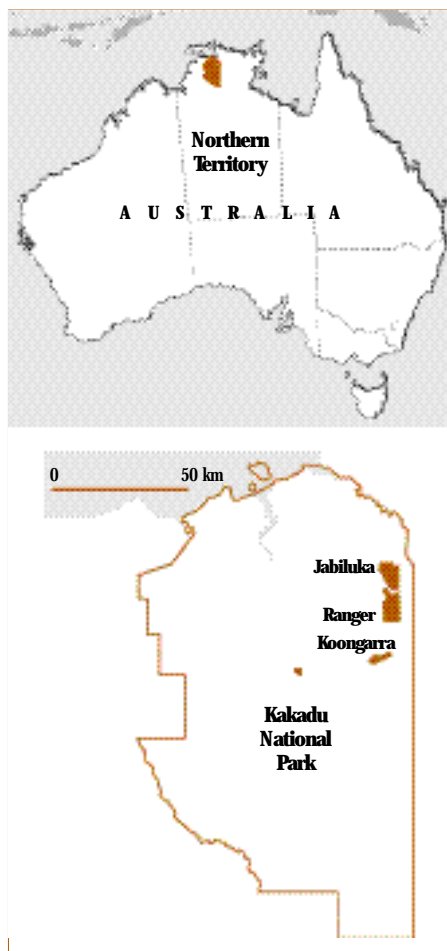 Northern
Territory
A U S T R A L I A
0 50 km
Jabiluka
Ranger
Koongarra
Kakadu
National
Park